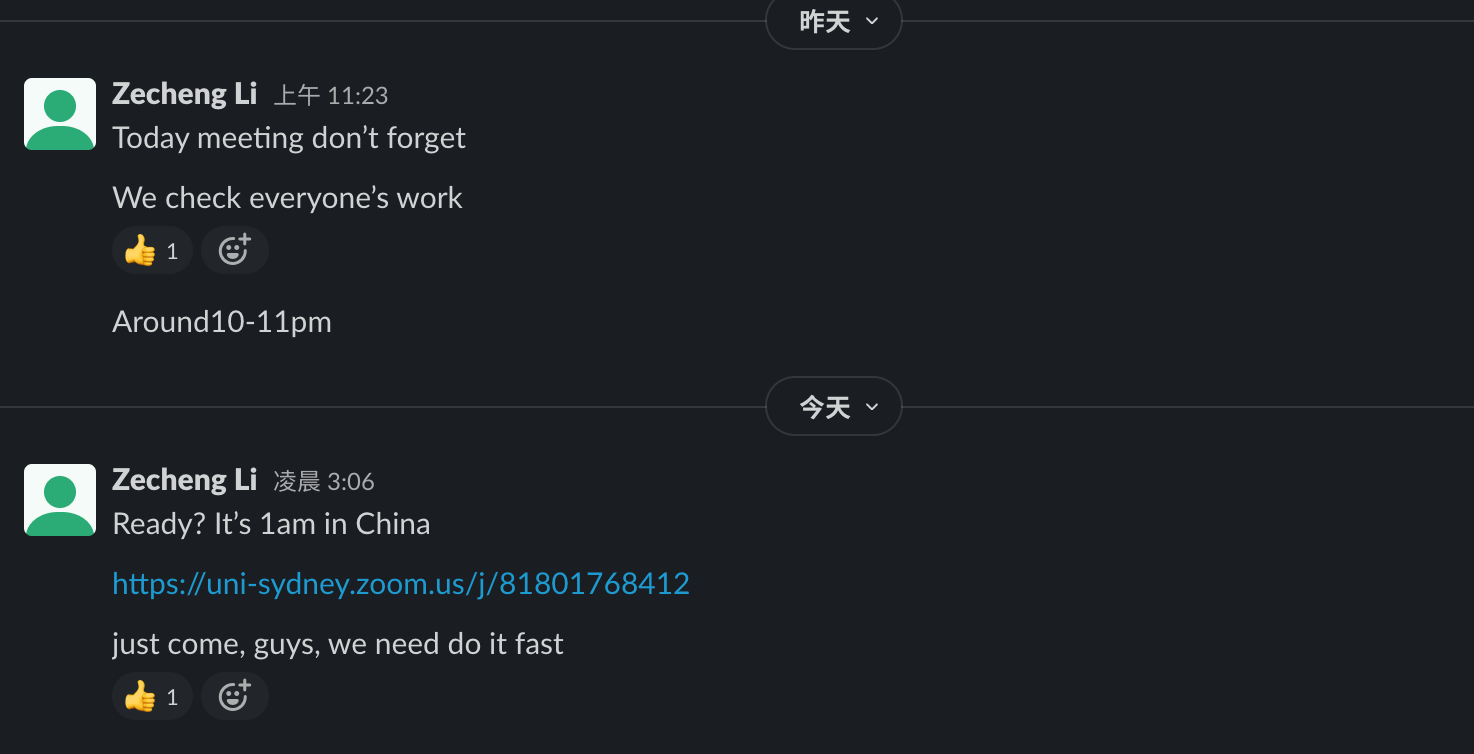 昨天
Zecheng Li 上午 11:23
Today meeting don’t forget
We check everyone’s work
👍 1
Around10-11pm
今天
Zecheng Li 凌晨 3:06
Ready? It’s 1am in China
https://uni-sydney.zoom.us/j/81801768412
just come, guys, we need do it fast
👍 1